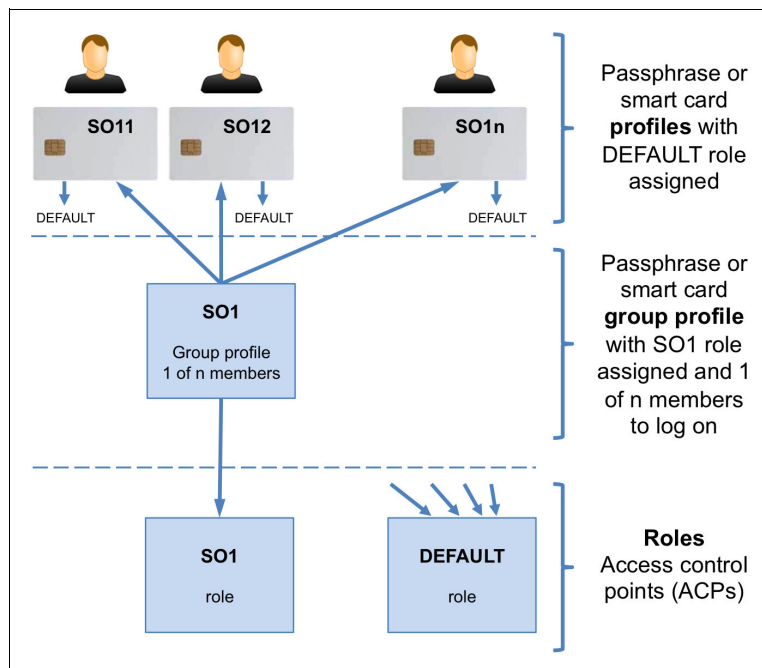 SO11
SO12
SO1n
DEFAULT
DEFAULT
DEFAULT
Passphrase or
smart card
profiles with
DEFAULT role
assigned
SO1
Group profile
1 of n members
Passphrase or
smart card
group profile
with SO1 role
assigned and 1
of n members
to log on
SO1
role
DEFAULT
role
Roles
Access control
points (ACPs)